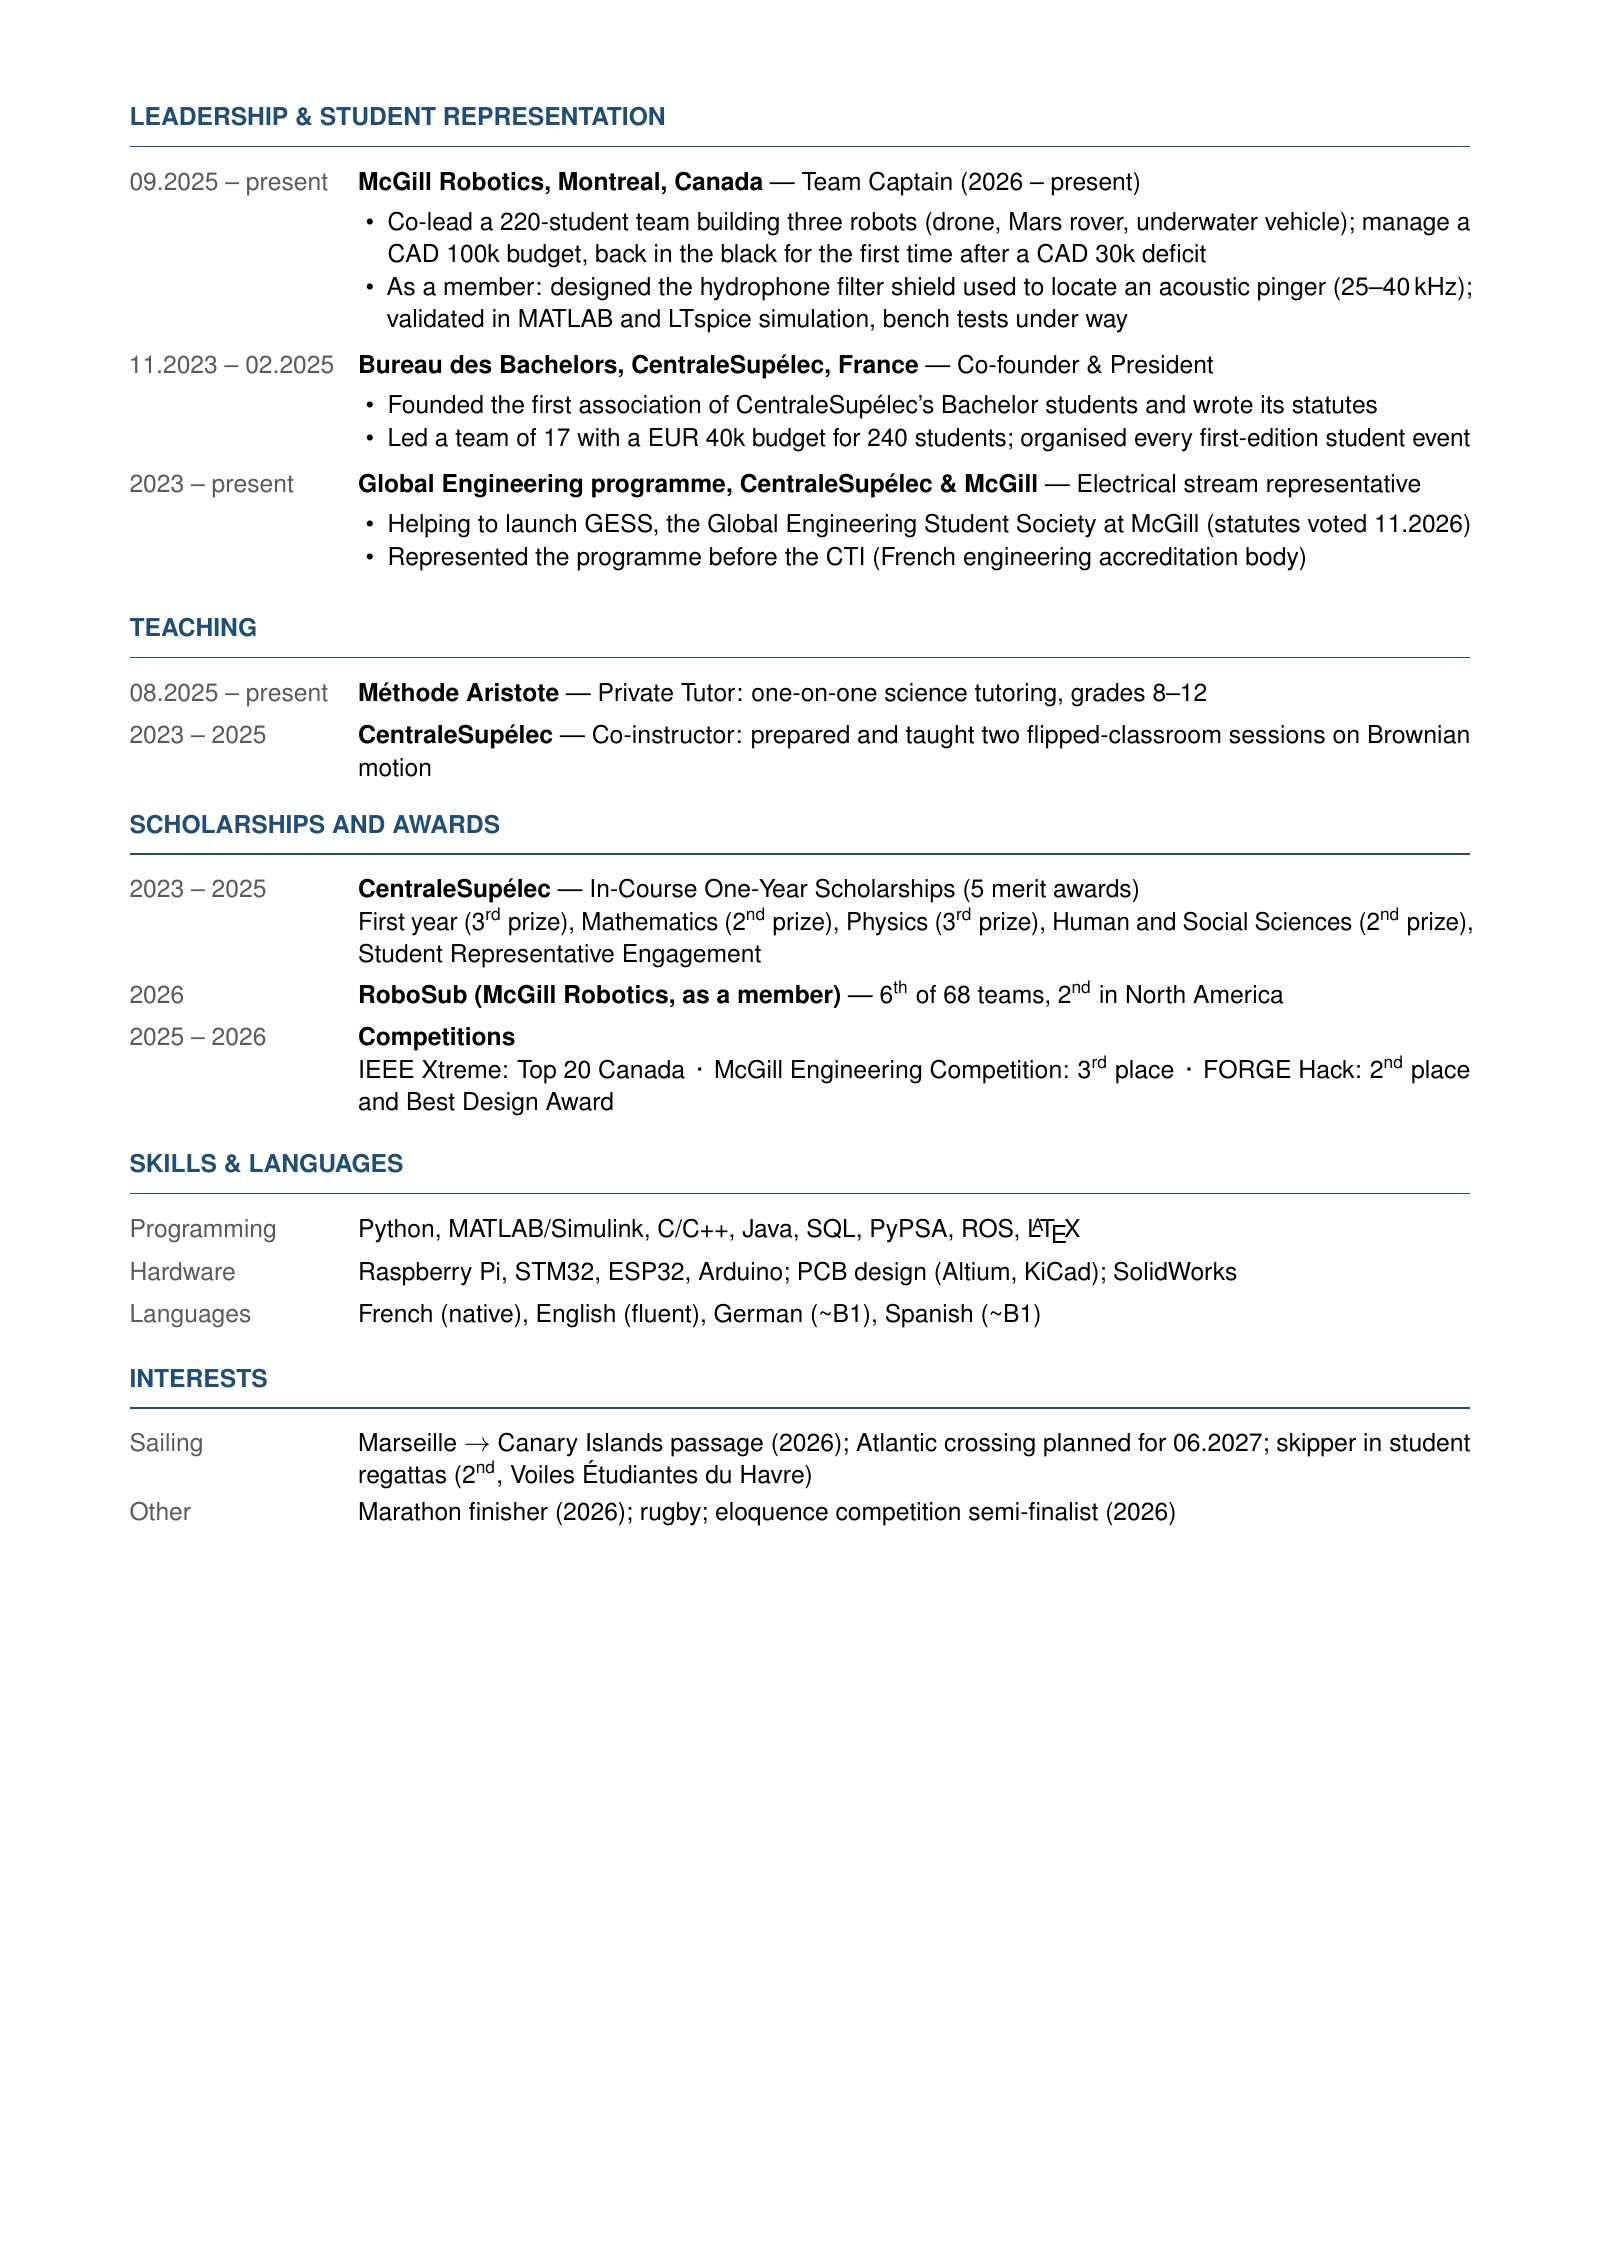 LEADERSHIP & STUDENT REPRESENTATION
09.2025 – present McGill Robotics, Montreal, Canada — Team Captain (2026 – present)
• Co-lead a 220-student team building three robots (drone, Mars rover, underwater vehicle); manage a
CAD 100k budget, back in the black for the first time after a CAD 30k deficit
• As a member: designed the hydrophone filter shield used to locate an acoustic pinger (25–40 kHz);
validated in MATLAB and LTspice simulation, bench tests under way
11.2023 – 02.2025 Bureau des Bachelors, CentraleSupélec, France — Co-founder & President
• Founded the first association of CentraleSupélec’s Bachelor students and wrote its statutes
• Led a team of 17 with a EUR 40k budget for 240 students; organised every first-edition student event
2023 – present Global Engineering programme, CentraleSupélec & McGill — Electrical stream representative
• Helping to launch GESS, the Global Engineering Student Society at McGill (statutes voted 11.2026)
• Represented the programme before the CTI (French engineering accreditation body)
TEACHING
08.2025 – present Méthode Aristote — Private Tutor: one-on-one science tutoring, grades 8–12
2023 – 2025 CentraleSupélec — Co-instructor: prepared and taught two flipped-classroom sessions on Brownian
motion
SCHOLARSHIPS AND AWARDS
2023 – 2025 CentraleSupélec — In-Course One-Year Scholarships (5 merit awards)
First year (3rd prize), Mathematics (2nd prize), Physics (3rd prize), Human and Social Sciences (2nd prize),
Student Representative Engagement
2026 RoboSub (McGill Robotics, as a member) — 6th of 68 teams, 2nd in North America
2025 – 2026 Competitions
IEEE Xtreme: Top 20 Canada · McGill Engineering Competition: 3rd place · FORGE Hack: 2nd place
and Best Design Award
SKILLS & LANGUAGES
Programming Python, MATLAB/Simulink, C/C++, Java, SQL, PyPSA, ROS, LATEX
Hardware Raspberry Pi, STM32, ESP32, Arduino; PCB design (Altium, KiCad); SolidWorks
Languages French (native), English (fluent), German (~B1), Spanish (~B1)
INTERESTS
Sailing Marseille → Canary Islands passage (2026); Atlantic crossing planned for 06.2027; skipper in student
regattas (2nd, Voiles Étudiantes du Havre)
Other Marathon finisher (2026); rugby; eloquence competition semi-finalist (2026)